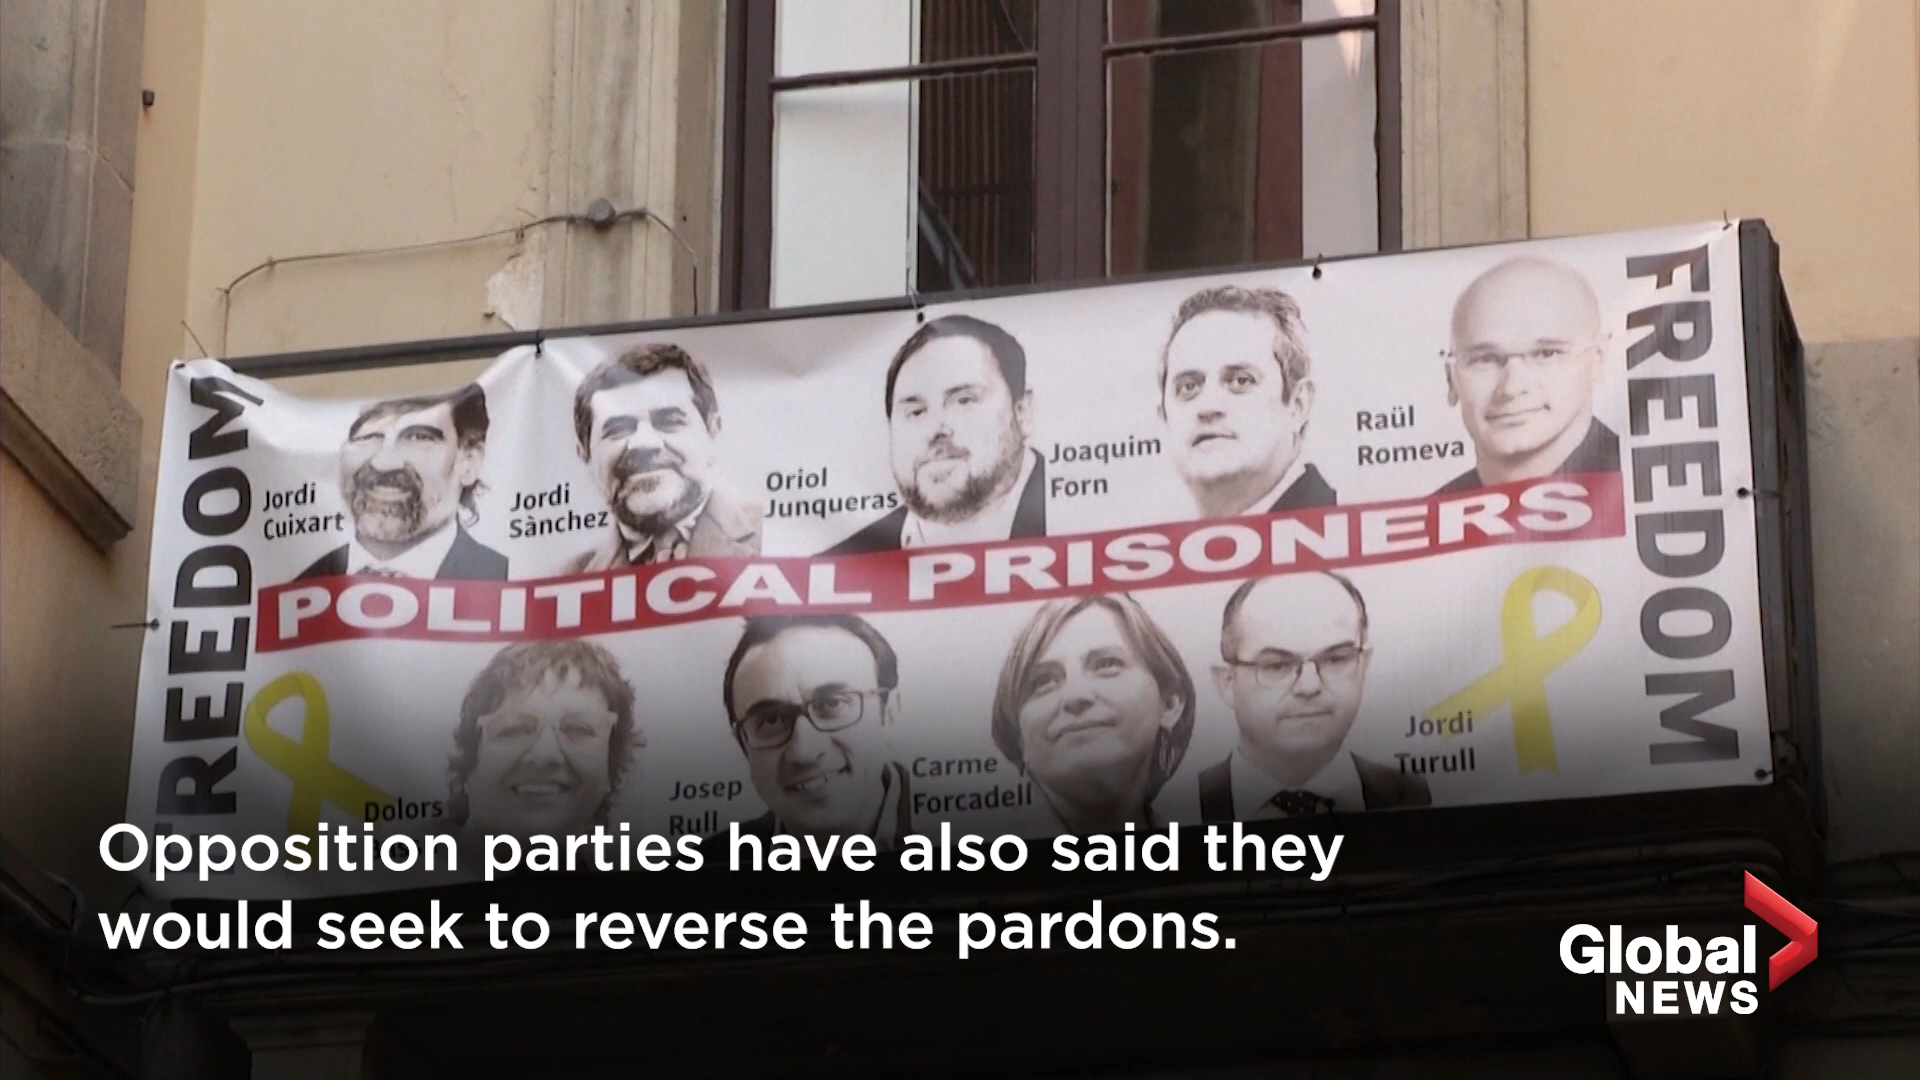 FREEDOM
Jordi
Cuixart
Jordi
Sànchez
Oriol
Junqueras
Joaquim
Forn
Raül
Romeva
FREEDOM
POLITICAL PRISONERS
Dolors
Josep
Rull
Carme
Forcadell
Jordi
Turull
Opposition parties have also said they
would seek to reverse the pardons.
Global
NEWS